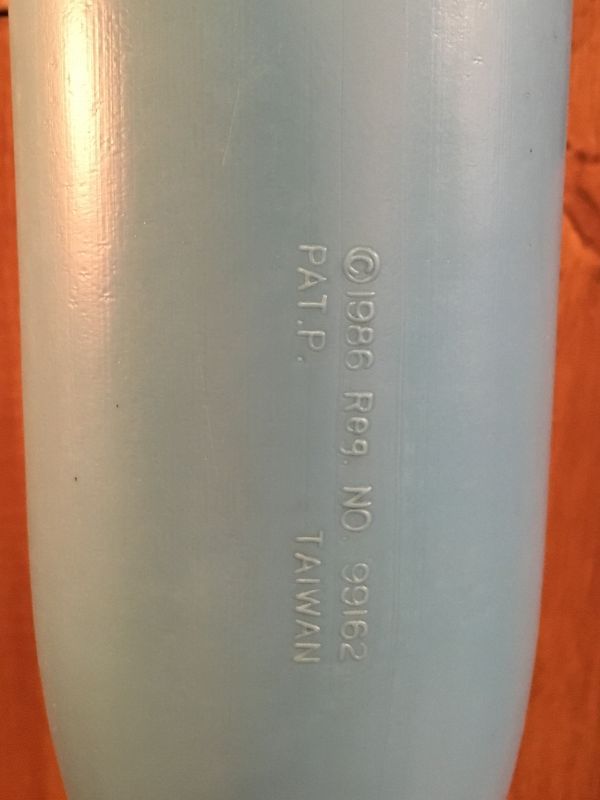 ©1986 Reg. NO. 99162
PAT.P. TAIWAN